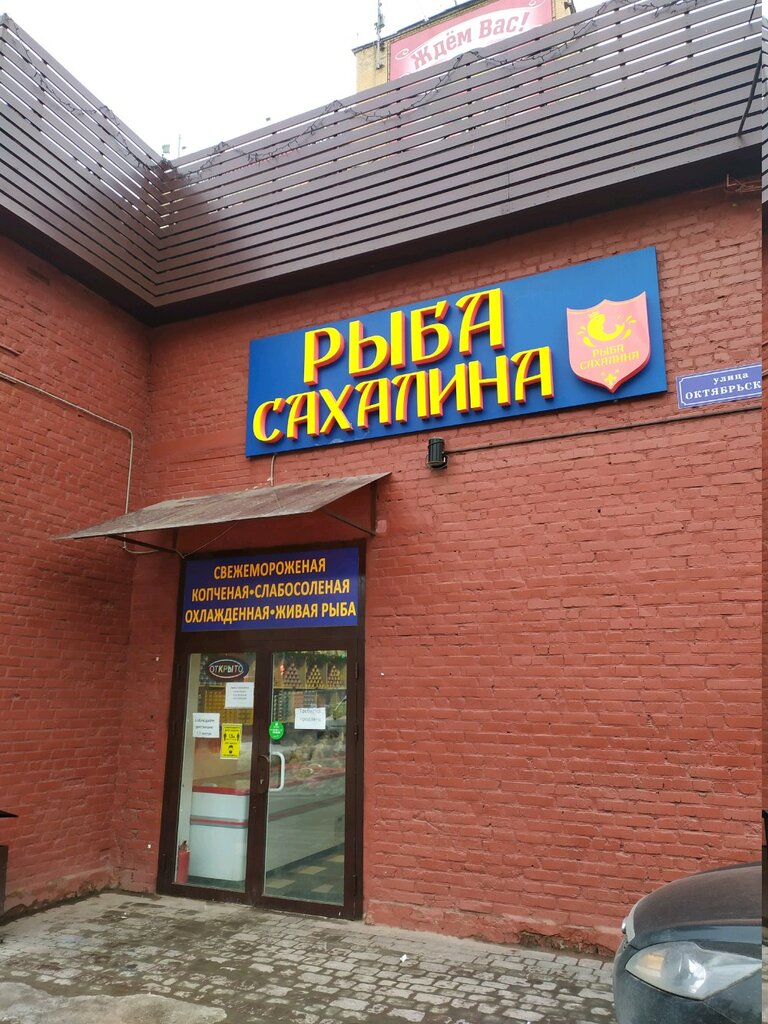 Ждём Вас!
РЫБА
САХАЛИНА
РЫБА
САХАЛИНА
улица
ОКТЯБРЬСК
СВЕЖЕМОРОЖЕНАЯ
КОПЧЕНАЯ•СЛАБОСОЛЕНАЯ
ОХЛАЖДЕННАЯ•ЖИВАЯ РЫБА
ОТКРЫТО